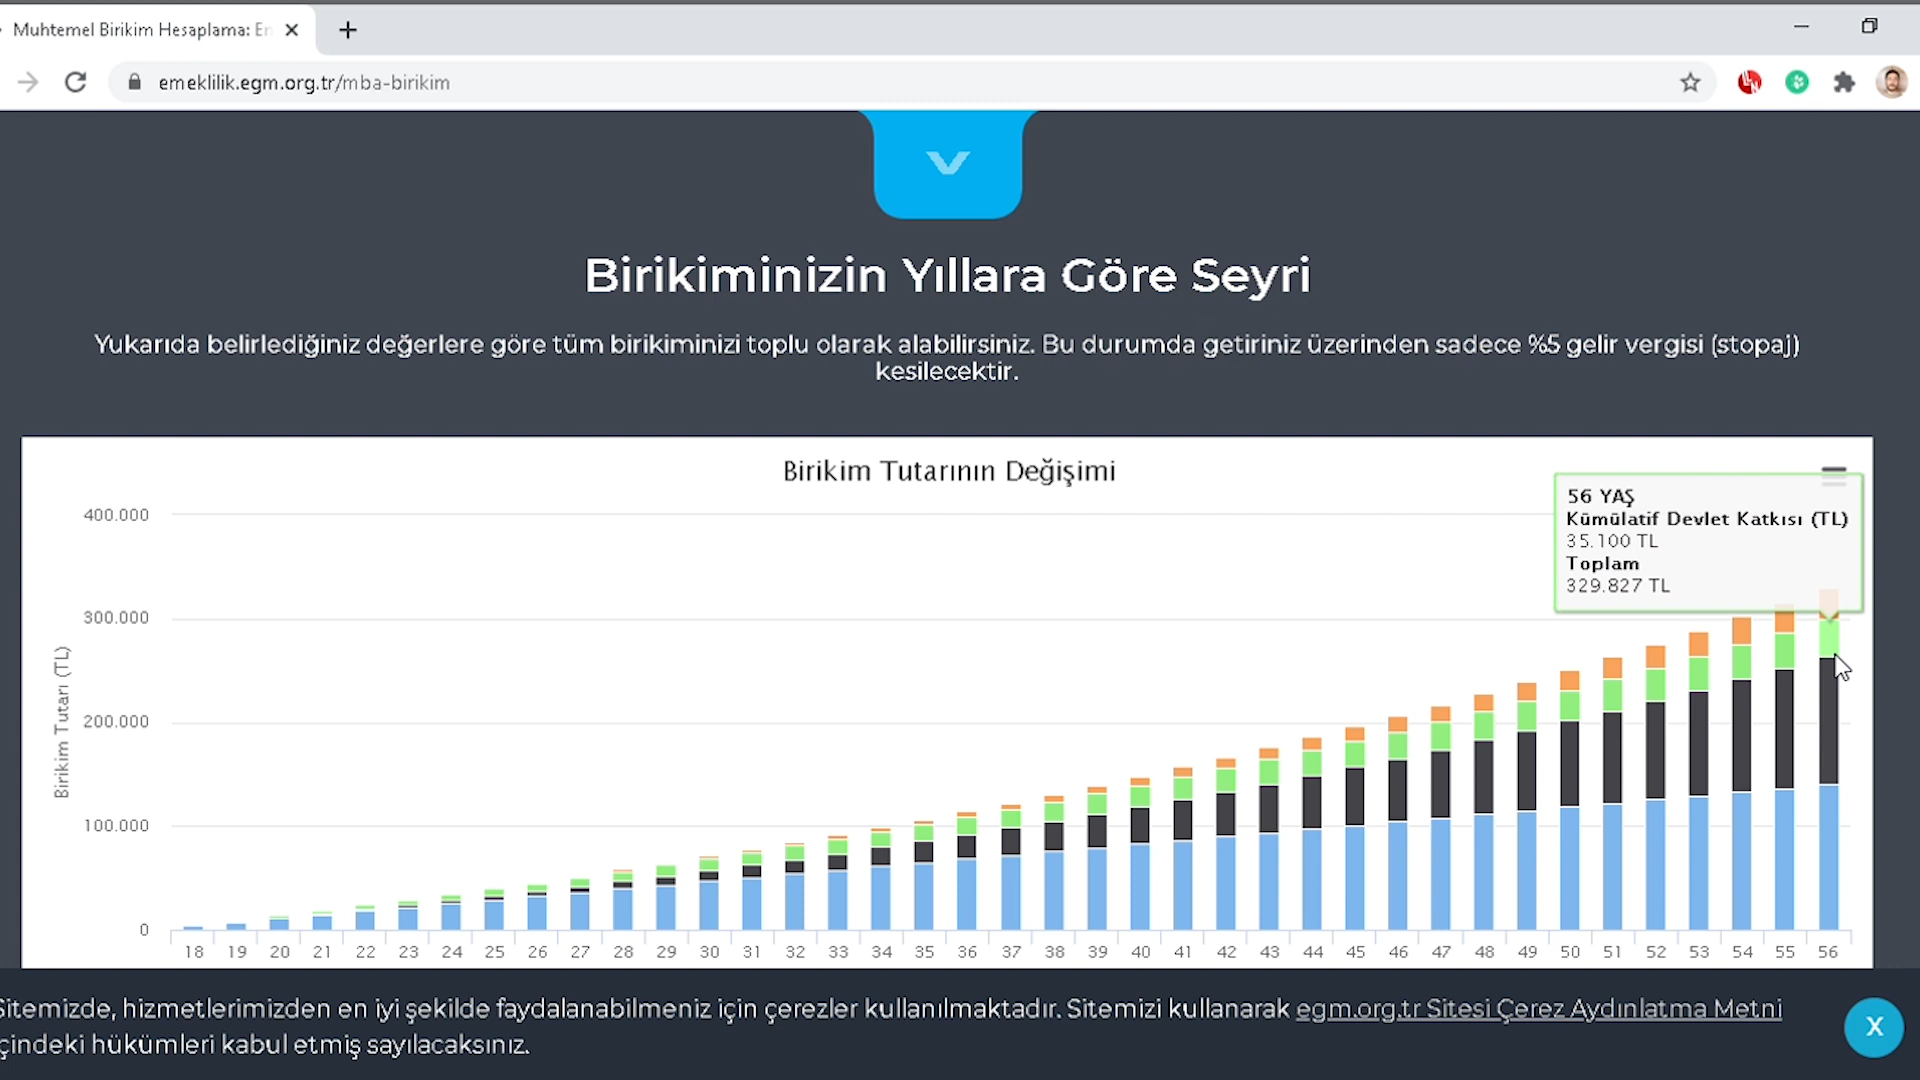 Muhtemel Birikim Hesaplama: En
emeklilik.egm.org.tr/mba-birikim
Birikiminizin Yıllara Göre Seyri
Yukarıda belirlediğiniz değerlere göre tüm birikiminizi toplu olarak alabilirsiniz. Bu durumda getiriniz üzerinden sadece %5 gelir vergisi (stopaj)
kesilecektir.
Birikim Tutarının Değişimi
56 YAŞ
Kümülatif Devlet Katkısı (TL)
35.100 TL
Toplam
329.827 TL
Birikim Tutarı (TL)
400.000
300.000
200.000
100.000
0
18 19 20 21 22 23 24 25 26 27 28 29 30 31 32 33 34 35 36 37 38 39 40 41 42 43 44 45 46 47 48 49 50 51 52 53 54 55 56
Sitemizde, hizmetlerimizden en iyi şekilde faydalanabilmeniz için çerezler kullanılmaktadır. Sitemizi kullanarak egm.org.tr Sitesi Çerez Aydınlatma Metni
çindeki hükümleri kabul etmiş sayılacaksınız.
X